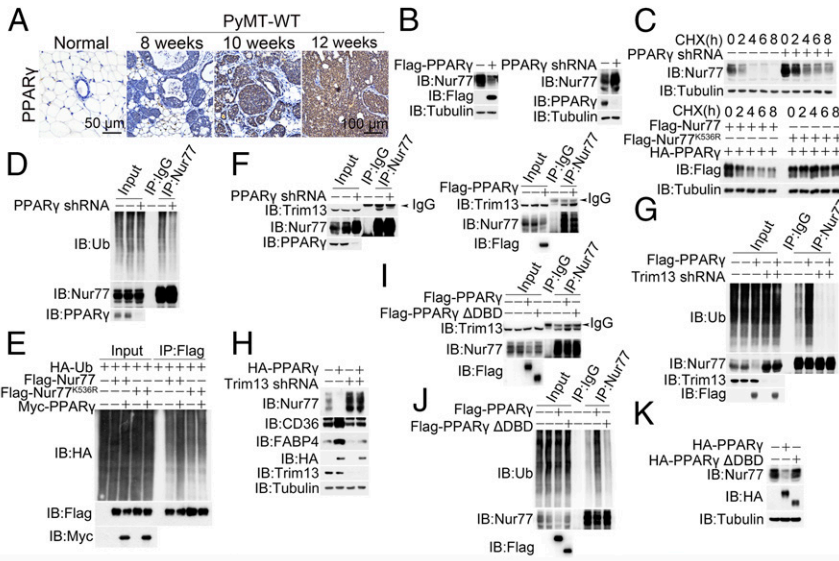 A
PyMT-WT
Normal 8 weeks 10 weeks 12 weeks
PPARγ
50 μm
100 μm
B
Flag-PPARγ - +
IB:Nur77
IB:Flag
IB:Tubulin
PPARγ shRNA - +
IB:Nur77
IB:PPARγ
IB:Tubulin
C
CHX(h) 0 2 4 6 8 0 2 4 6 8
PPARγ shRNA - - - - - + + + + +
IB:Nur77
IB:Tubulin
CHX(h) 0 2 4 6 8 0 2 4 6 8
Flag-Nur77 + + + + + - - - - -
Flag-Nur77K536R - - - - - + + + + +
HA-PPARγ + + + + + + + + + +
IB:Flag
IB:Tubulin
D
Input IP:IgG IP:Nur77
PPARγ shRNA
IB:Ub
IB:Nur77
IB:PPARγ
E
Input IP:Flag
HA-Ub
Flag-Nur77
Flag-Nur77K536R
Myc-PPARγ
IB:HA
IB:Flag
IB:Myc
F
Input IP:IgG IP:Nur77
PPARγ shRNA
IB:Trim13 IgG
IB:Nur77
IB:PPARγ
Input IP:IgG IP:Nur77
Flag-PPARγ
IB:Trim13 IgG
IB:Nur77
IB:Flag
G
Input IP:IgG IP:Nur77
Flag-PPARγ
Trim13 shRNA
IB:Ub
IB:Nur77
IB:Trim13
IB:Flag
H
HA-PPARγ - + - +
Trim13 shRNA - - + +
IB:Nur77
IB:CD36
IB:FABP4
IB:HA
IB:Trim13
IB:Tubulin
I
Input IP:IgG IP:Nur77
Flag-PPARγ
Flag-PPARγ ΔDBD
IB:Trim13 IgG
IB:Nur77
IB:Flag
J
Input IP:IgG IP:Nur77
Flag-PPARγ
Flag-PPARγ ΔDBD
IB:Ub
IB:Nur77
IB:Flag
K
HA-PPARγ - + -
HA-PPARγ ΔDBD - - +
IB:Nur77
IB:HA
IB:Tubulin